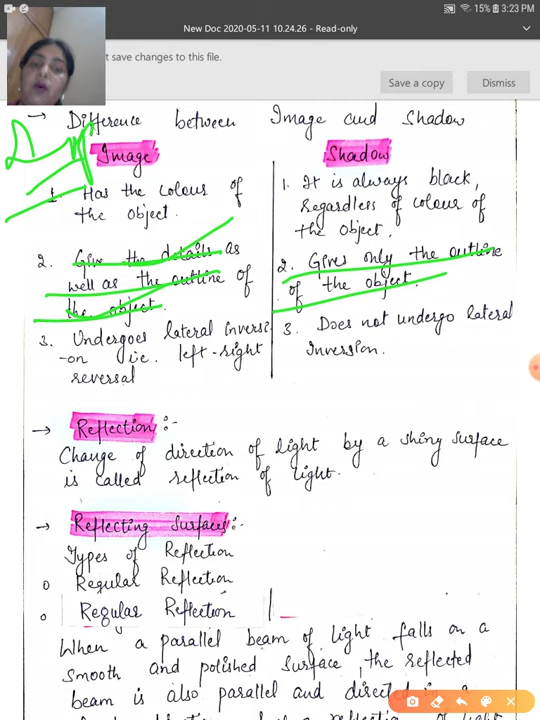 15% 3:23 PM
New Doc 2020-05-11 10.24.26 - Read-only
t save changes to this file.
Save a copy
Dismiss
→ Difference between Image and Shadow
Image
1. Has the colour of
the object.
2. Give the details as
well as the outline of
the object.
3. Undergoes lateral invers
-on i.e. left-right
reversal
Shadow
1. It is always black,
regardless of colour of
the object.
2. Gives only the outline
of the object.
3. Does not undergo lateral
Inversion.
→ Reflection :-
Change of direction of light by a shiny surface
is called reflection of light.
→ Reflecting Surfaces:-
Types of Reflection
o Regular Reflection
o Regular Reflection
When a parallel beam of light falls on a
smooth and polished surface, the reflected
beam is also parallel and directed in a